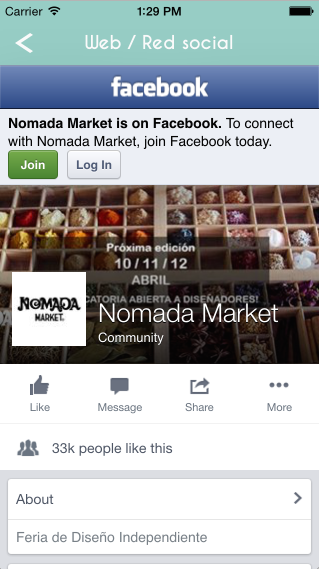 Carrier 1:29 PM
Web / Red social
facebook
Nomada Market is on Facebook. To connect
with Nomada Market, join Facebook today.
Join Log In
Próxima edición
10 / 11 / 12
ABRIL
CATORIA ABIERTA A DISEÑADORES!
NOMADA
MARKET.
Nomada Market
Community
Like Message Share More
33k people like this
About
Feria de Diseño Independiente